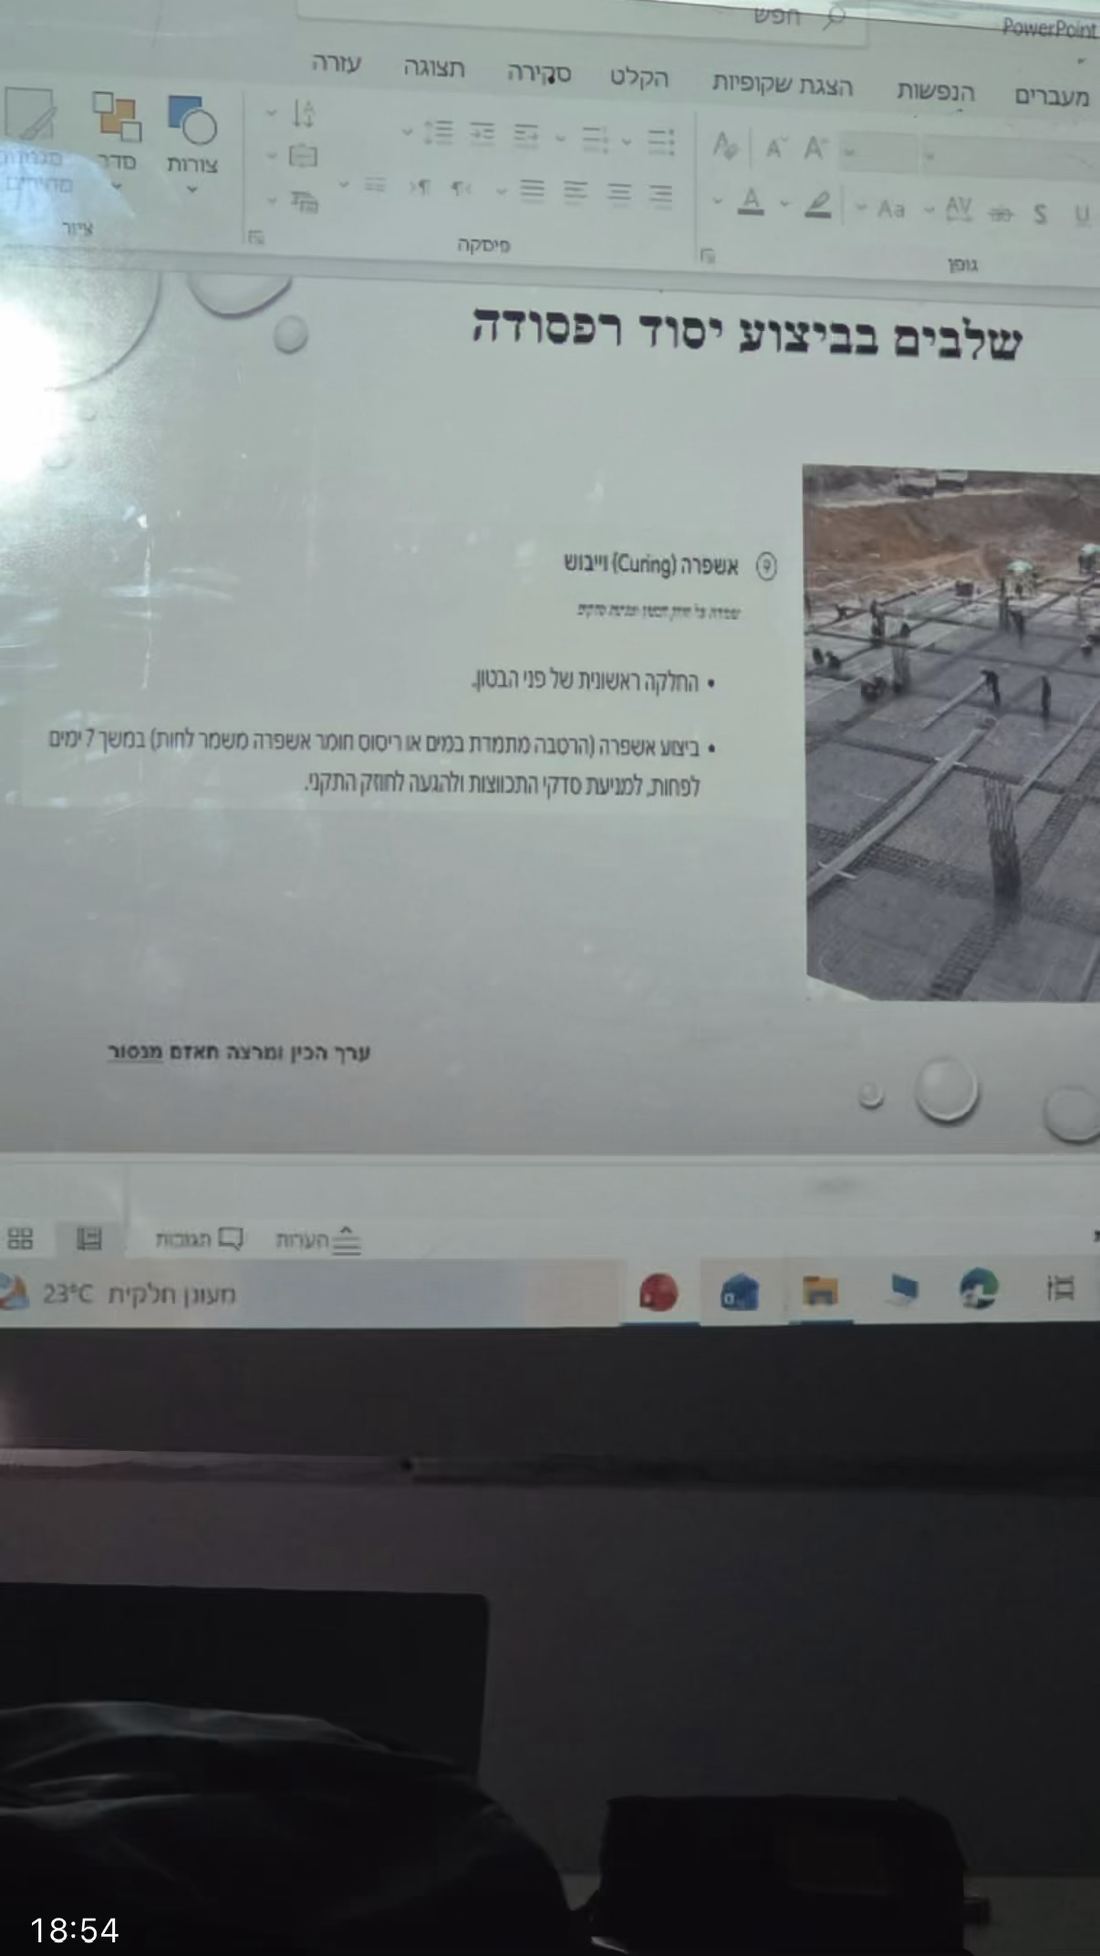 חפש
PowerPoint
מעברים
הנפשות
הצגת שקופיות
הקלט
סקירה
תצוגה
עזרה
צורות
סדר
מהירים
גופן
פיסקה
ציור
שלבים בביצוע יסוד רפסודה
9 אשפרה (Curing) וייבוש
• החלקה ראשונית של פני הבטון.
• ביצוע אשפרה (הרטבה מתמדת במים או ריסוס חומר אשפרה משמר לחות) במשך 7 ימים
לפחות, למניעת סדקי התכווצות ולהגעה לחוזק התקני.
ערך הכין ומרצה חאזם מנסור
הערות
תגובות
23°C מעונן חלקית
18:54